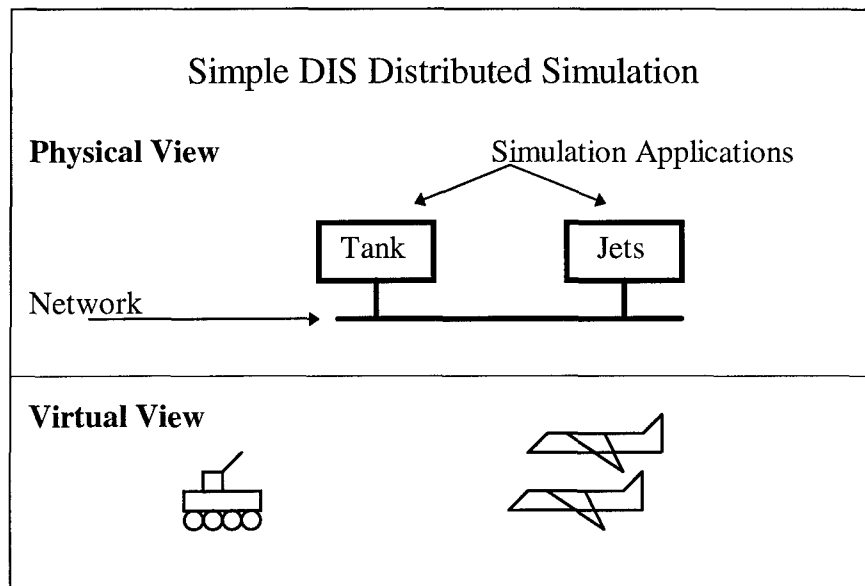 Simple DIS Distributed Simulation
Physical View
Simulation Applications
Tank
Jets
Network
Virtual View